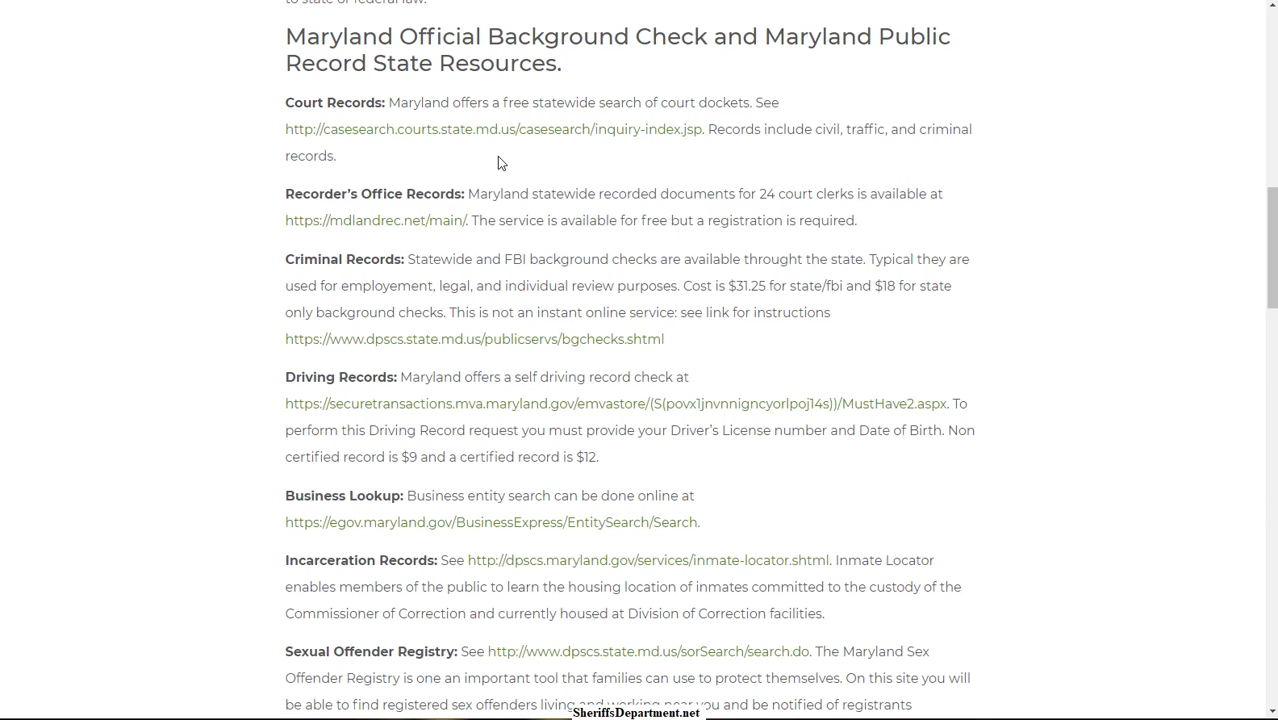 Maryland Official Background Check and Maryland Public
Record State Resources.
Court Records: Maryland offers a free statewide search of court dockets. See
http://casesearch.courts.state.md.us/casesearch/inquiry-index.jsp. Records include civil, traffic, and criminal
records.
Recorder’s Office Records: Maryland statewide recorded documents for 24 court clerks is available at
https://mdlandrec.net/main/. The service is available for free but a registration is required.
Criminal Records: Statewide and FBI background checks are available throught the state. Typical they are
used for employement, legal, and individual review purposes. Cost is $31.25 for state/fbi and $18 for state
only background checks. This is not an instant online service: see link for instructions
https://www.dpscs.state.md.us/publicservs/bgchecks.shtml
Driving Records: Maryland offers a self driving record check at
https://securetransactions.mva.maryland.gov/emvastore/(S(povx1jnvnnigncyorlpoj14s))/MustHave2.aspx. To
perform this Driving Record request you must provide your Driver’s License number and Date of Birth. Non
certified record is $9 and a certified record is $12.
Business Lookup: Business entity search can be done online at
https://egov.maryland.gov/BusinessExpress/EntitySearch/Search.
Incarceration Records: See http://dpscs.maryland.gov/services/inmate-locator.shtml. Inmate Locator
enables members of the public to learn the housing location of inmates committed to the custody of the
Commissioner of Correction and currently housed at Division of Correction facilities.
Sexual Offender Registry: See http://www.dpscs.state.md.us/sorSearch/search.do. The Maryland Sex
Offender Registry is one an important tool that families can use to protect themselves. On this site you will
be able to find registered sex offenders living and working near you and be notified of registrants
SheriffsDepartment.net